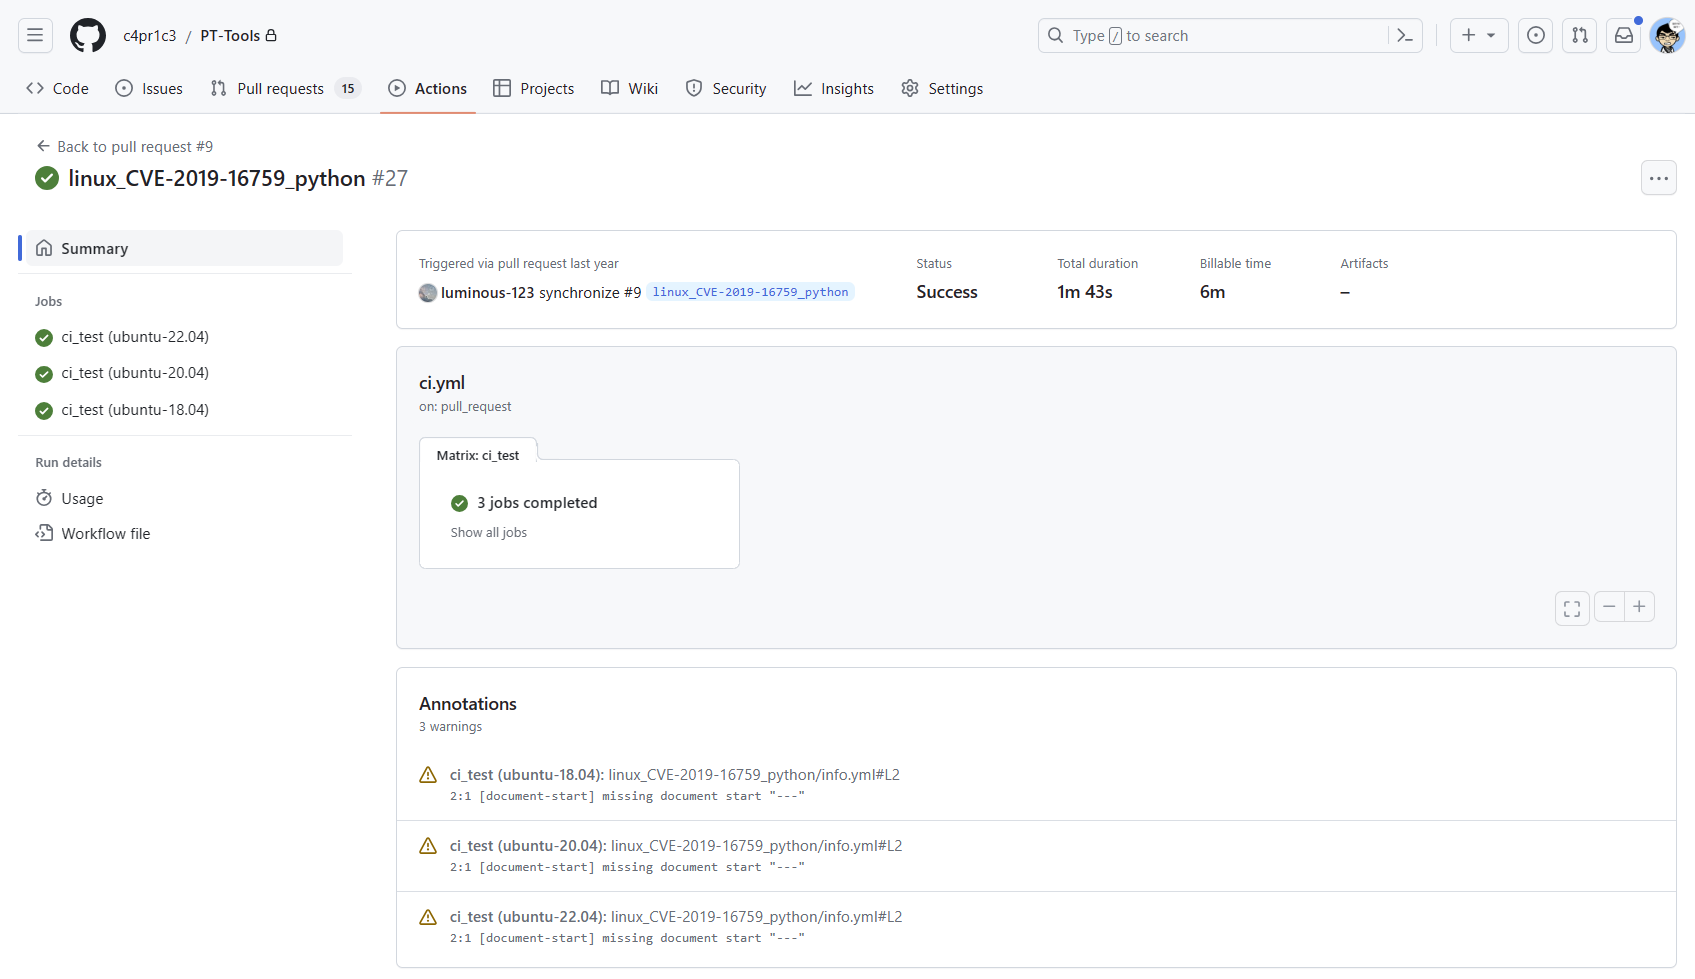 c4pr1c3 / PT-Tools
Type / to search
Code
Issues
Pull requests 15
Actions
Projects
Wiki
Security
Insights
Settings
Back to pull request #9
linux_CVE-2019-16759_python #27
Summary
Jobs
ci_test (ubuntu-22.04)
ci_test (ubuntu-20.04)
ci_test (ubuntu-18.04)
Run details
Usage
Workflow file
Triggered via pull request last year
luminous-123 synchronize #9 linux_CVE-2019-16759_python
Status
Success
Total duration
1m 43s
Billable time
6m
Artifacts
–
ci.yml
on: pull_request
Matrix: ci_test
3 jobs completed
Show all jobs
Annotations
3 warnings
ci_test (ubuntu-18.04): linux_CVE-2019-16759_python/info.yml#L2
2:1 [document-start] missing document start "---"
ci_test (ubuntu-20.04): linux_CVE-2019-16759_python/info.yml#L2
2:1 [document-start] missing document start "---"
ci_test (ubuntu-22.04): linux_CVE-2019-16759_python/info.yml#L2
2:1 [document-start] missing document start "---"